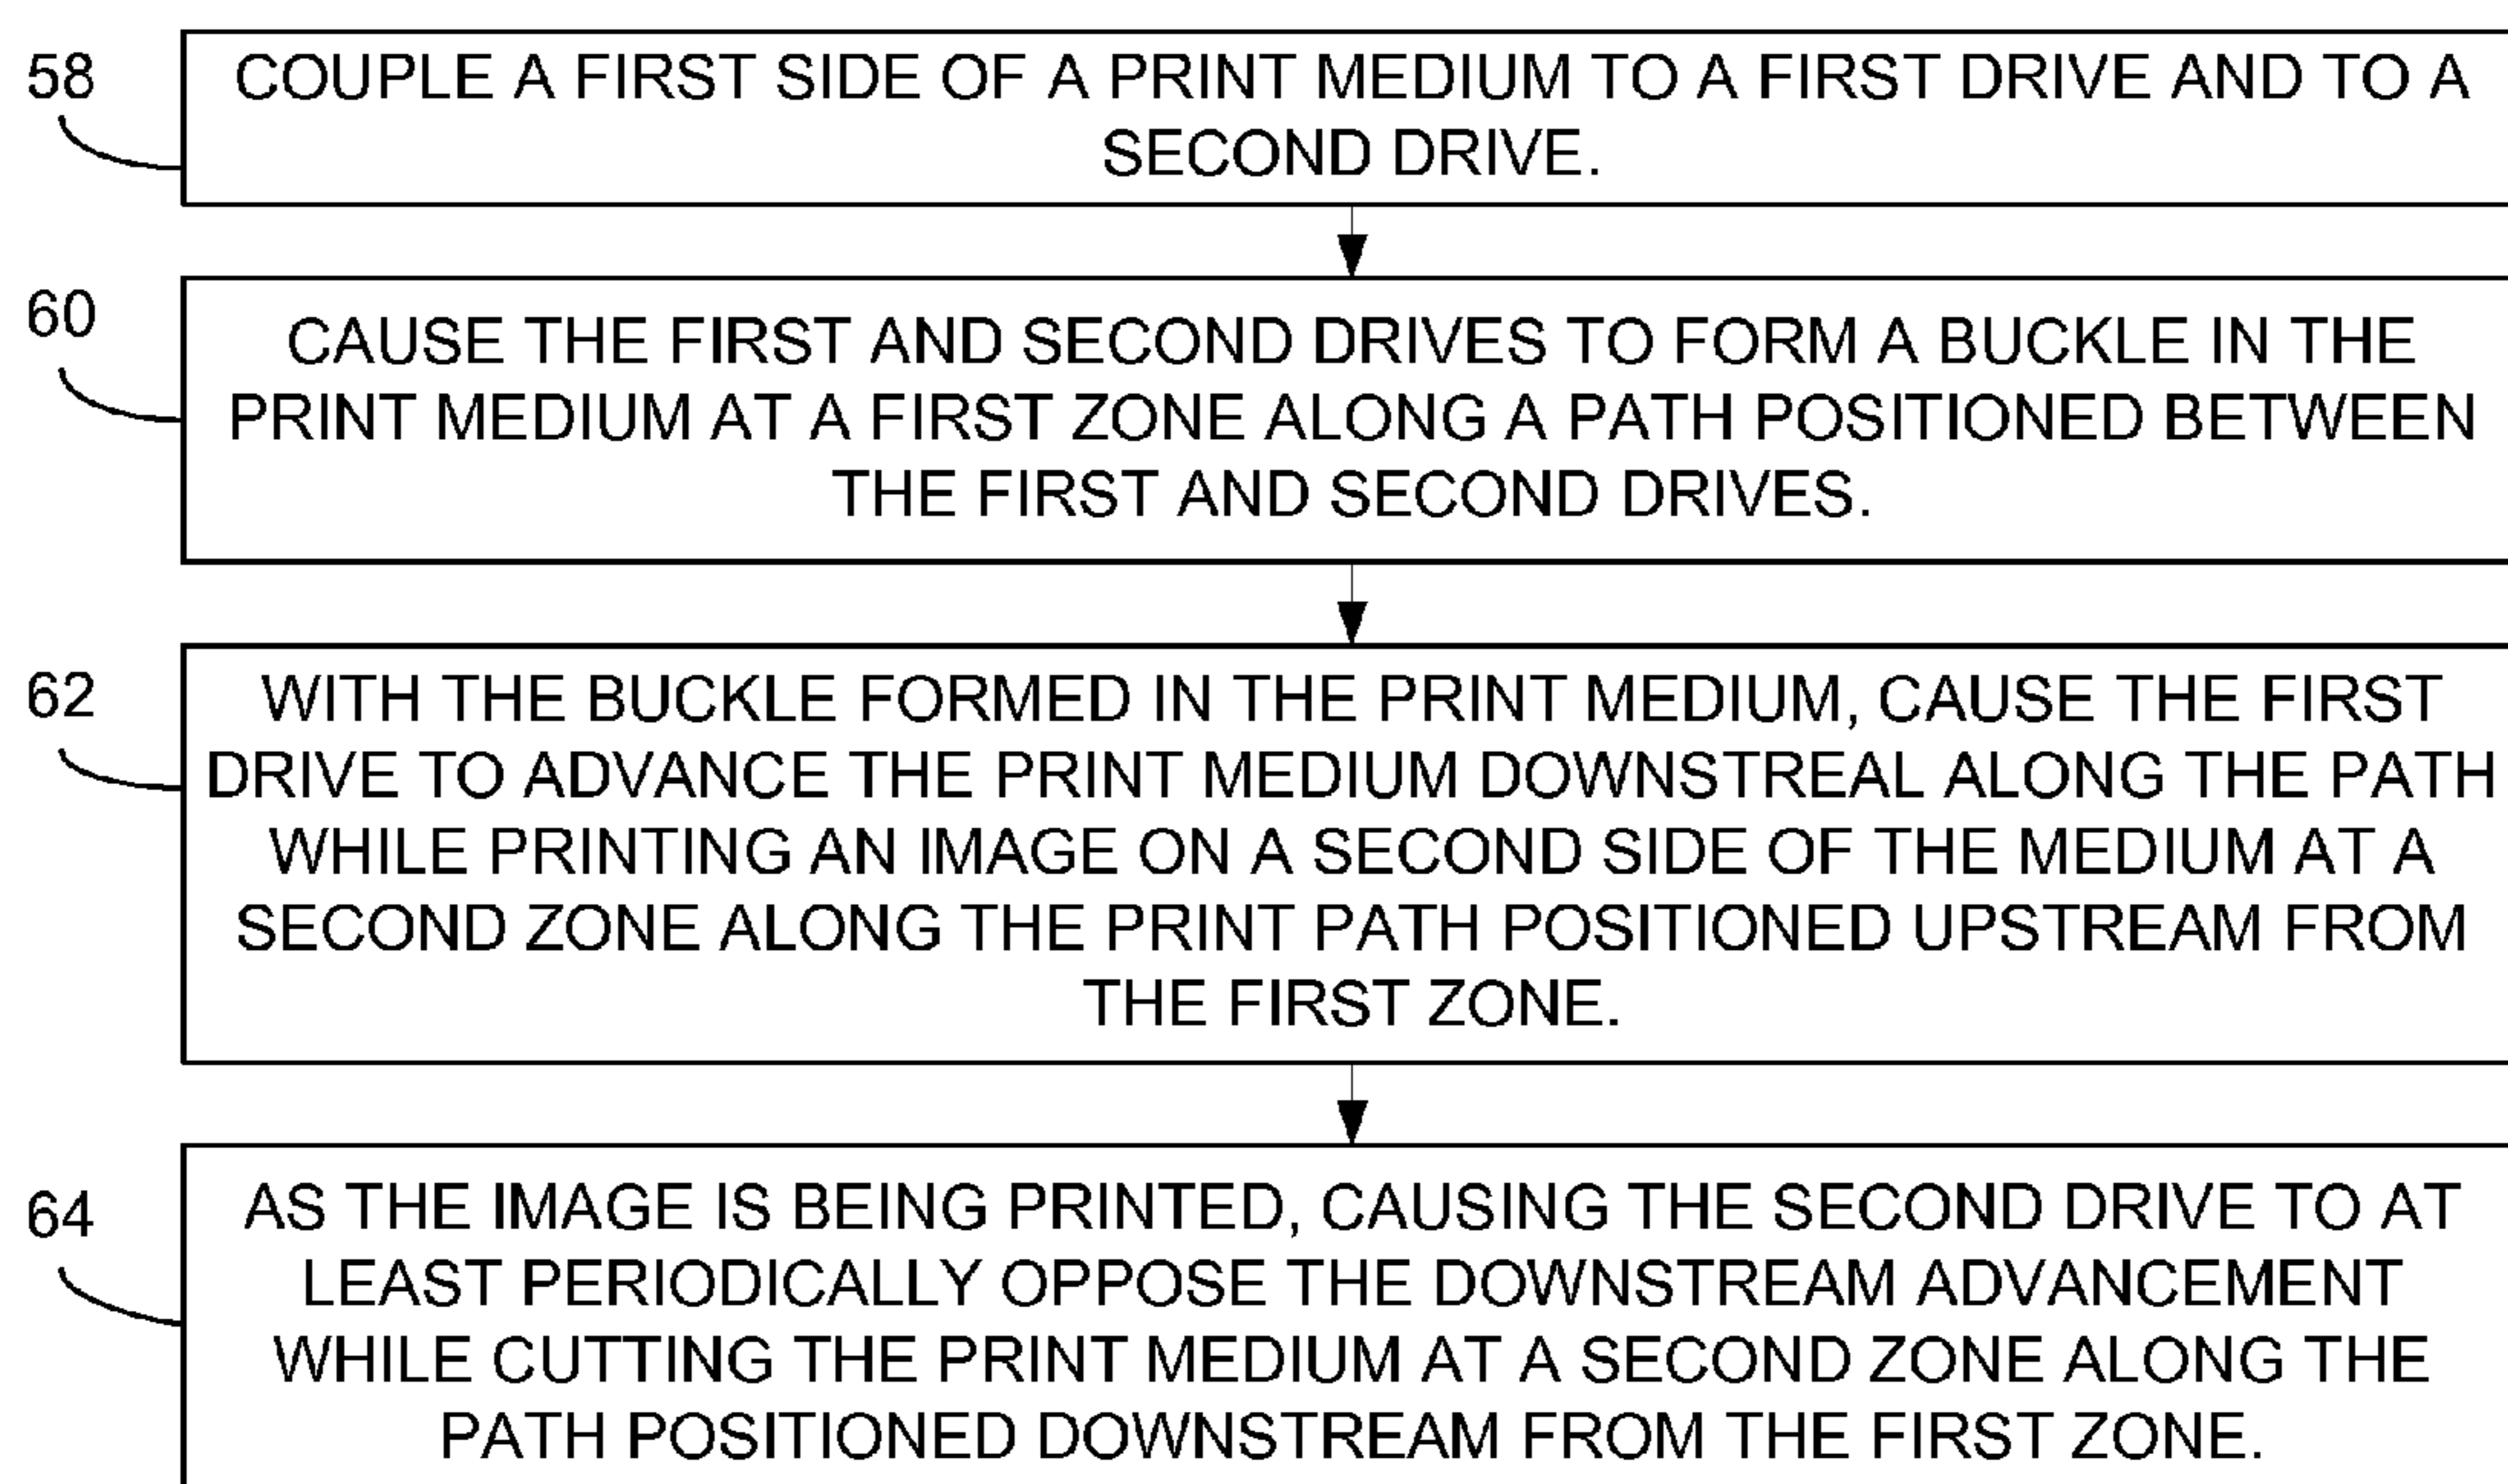 58
COUPLE A FIRST SIDE OF A PRINT MEDIUM TO A FIRST DRIVE AND TO A
SECOND DRIVE.
60
CAUSE THE FIRST AND SECOND DRIVES TO FORM A BUCKLE IN THE
PRINT MEDIUM AT A FIRST ZONE ALONG A PATH POSITIONED BETWEEN
THE FIRST AND SECOND DRIVES.
62
WITH THE BUCKLE FORMED IN THE PRINT MEDIUM, CAUSE THE FIRST
DRIVE TO ADVANCE THE PRINT MEDIUM DOWNSTREAL ALONG THE PATH
WHILE PRINTING AN IMAGE ON A SECOND SIDE OF THE MEDIUM AT A
SECOND ZONE ALONG THE PRINT PATH POSITIONED UPSTREAM FROM
THE FIRST ZONE.
64
AS THE IMAGE IS BEING PRINTED, CAUSING THE SECOND DRIVE TO AT
LEAST PERIODICALLY OPPOSE THE DOWNSTREAM ADVANCEMENT
WHILE CUTTING THE PRINT MEDIUM AT A SECOND ZONE ALONG THE
PATH POSITIONED DOWNSTREAM FROM THE FIRST ZONE.